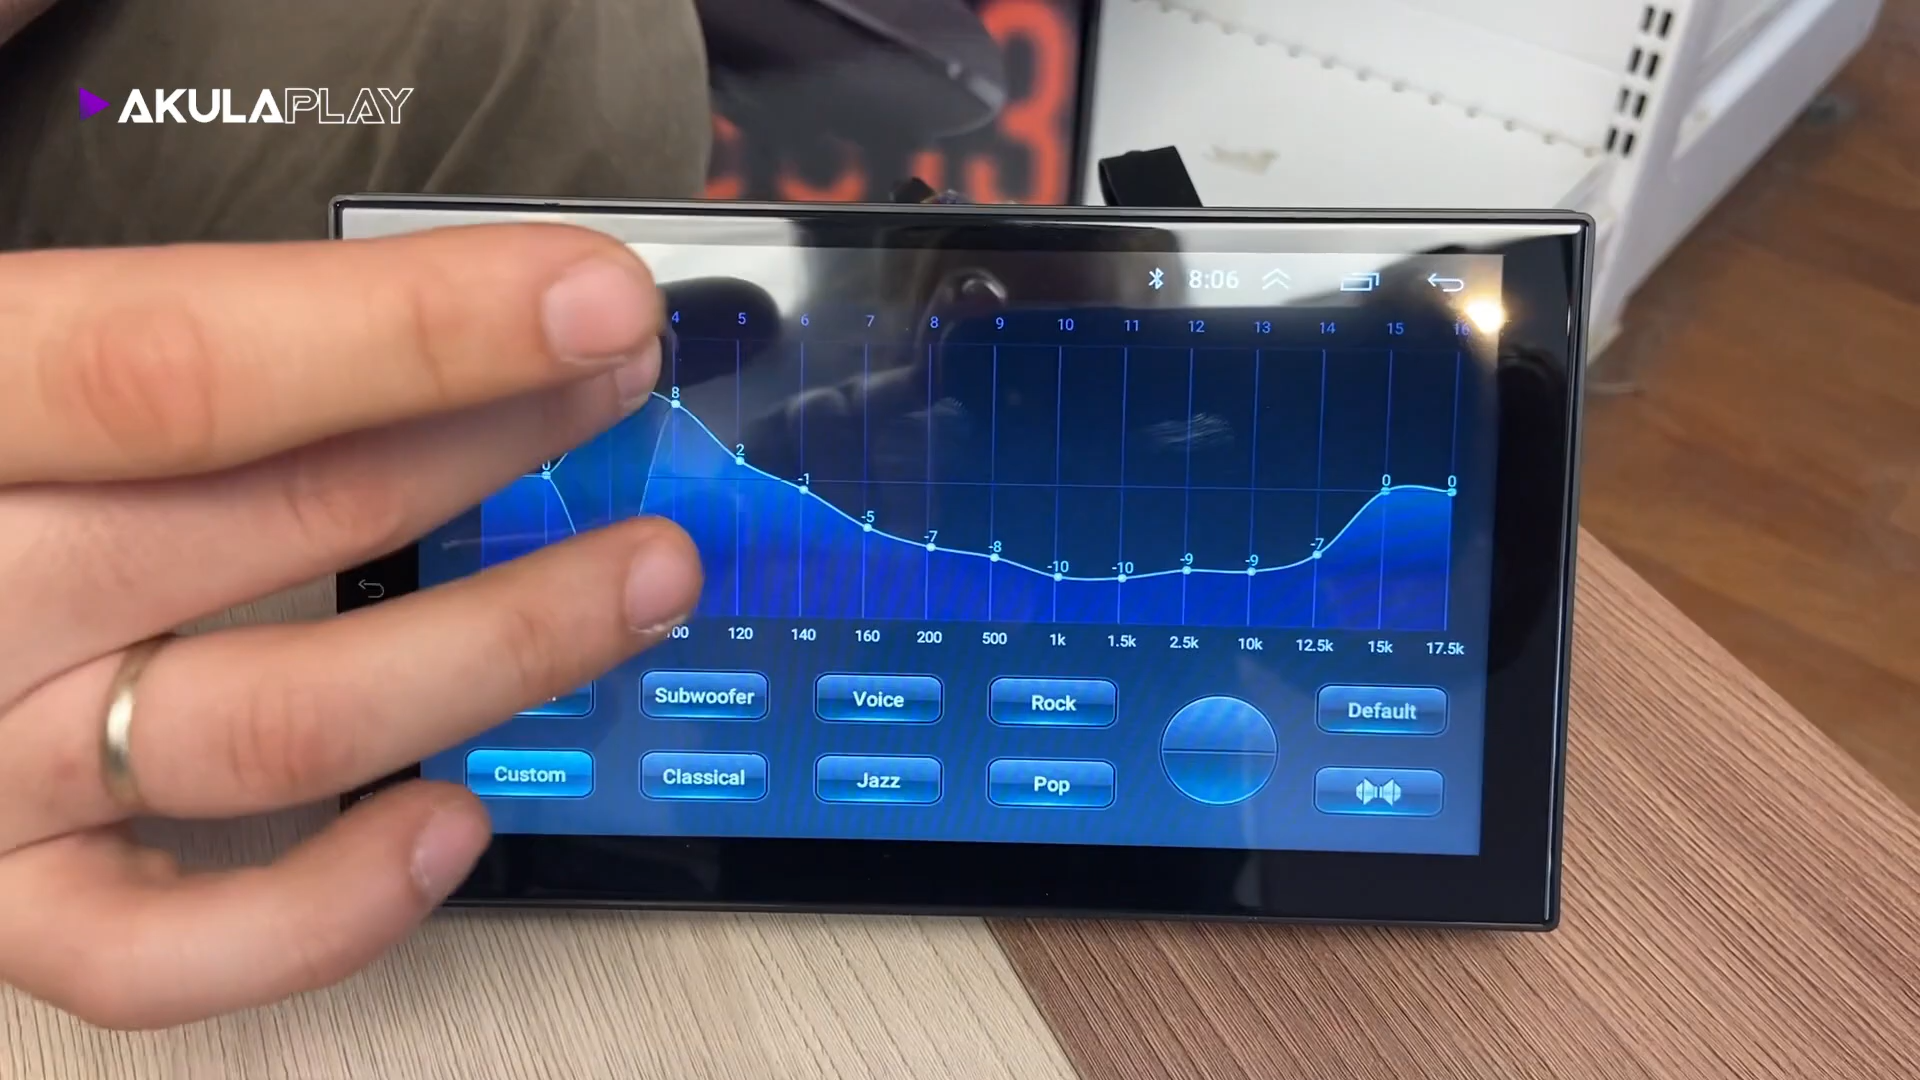 AKULAPLAY
8:06
4 5 6 7 8 9 10 11 12 13 14 15 16
8
2
-1
-5
-7
-8
-10
-10
-9
-9
-7
0
0
120 140 160 200 500 1k 1.5k 2.5k 10k 12.5k 15k 17.5k
Subwoofer Voice Rock Default
Custom Classical Jazz Pop